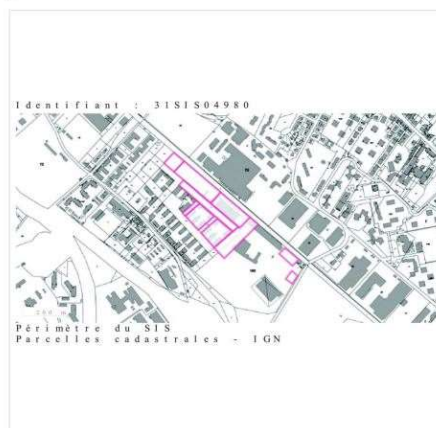 Identifiant : 31SIS04980
Périmètre du SIS
Parcelles cadastrales - IGN